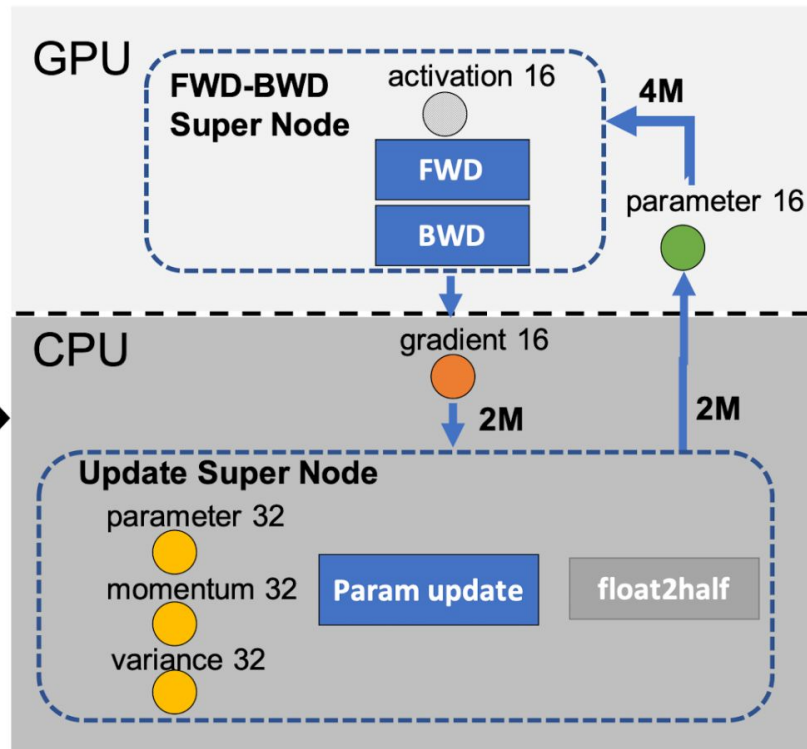 GPU
FWD-BWD
Super Node
activation 16
FWD
BWD
4M
parameter 16
CPU
gradient 16
2M
2M
Update Super Node
parameter 32
momentum 32
variance 32
Param update
float2half